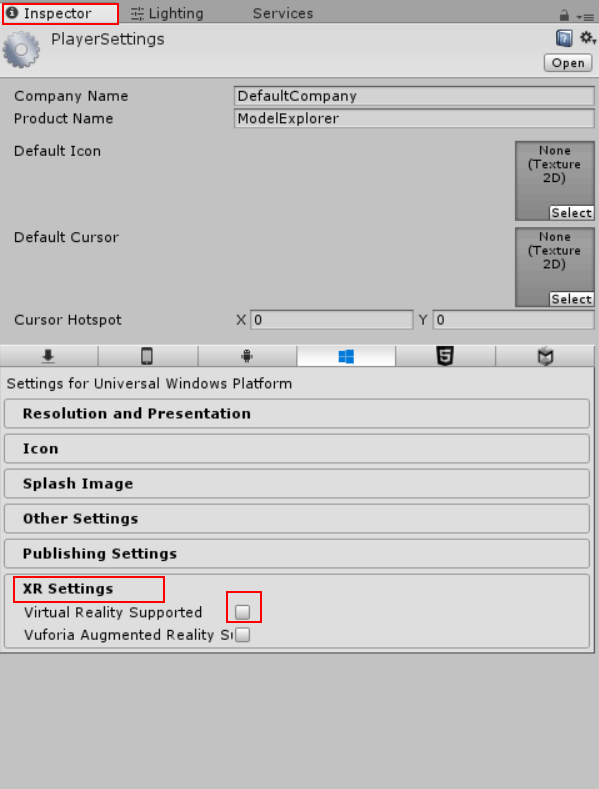 Inspector Lighting Services
PlayerSettings
Open
Company Name DefaultCompany
Product Name ModelExplorer
Default Icon
None
(Texture
2D)
Select
Default Cursor
None
(Texture
2D)
Select
Cursor Hotspot X 0 Y 0
Settings for Universal Windows Platform
Resolution and Presentation
Icon
Splash Image
Other Settings
Publishing Settings
XR Settings
Virtual Reality Supported
Vuforia Augmented Reality